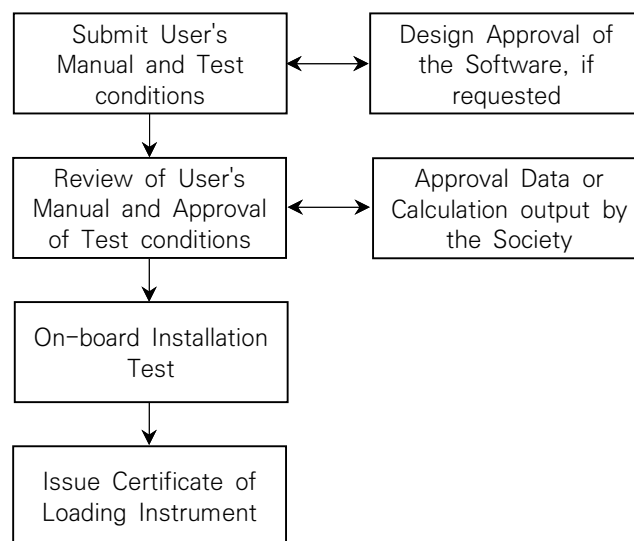 Submit User's
Manual and Test
conditions
Design Approval of
the Software, if
requested
Review of User's
Manual and Approval
of Test conditions
Approval Data or
Calculation output by
the Society
On-board Installation
Test
Issue Certificate of
Loading Instrument